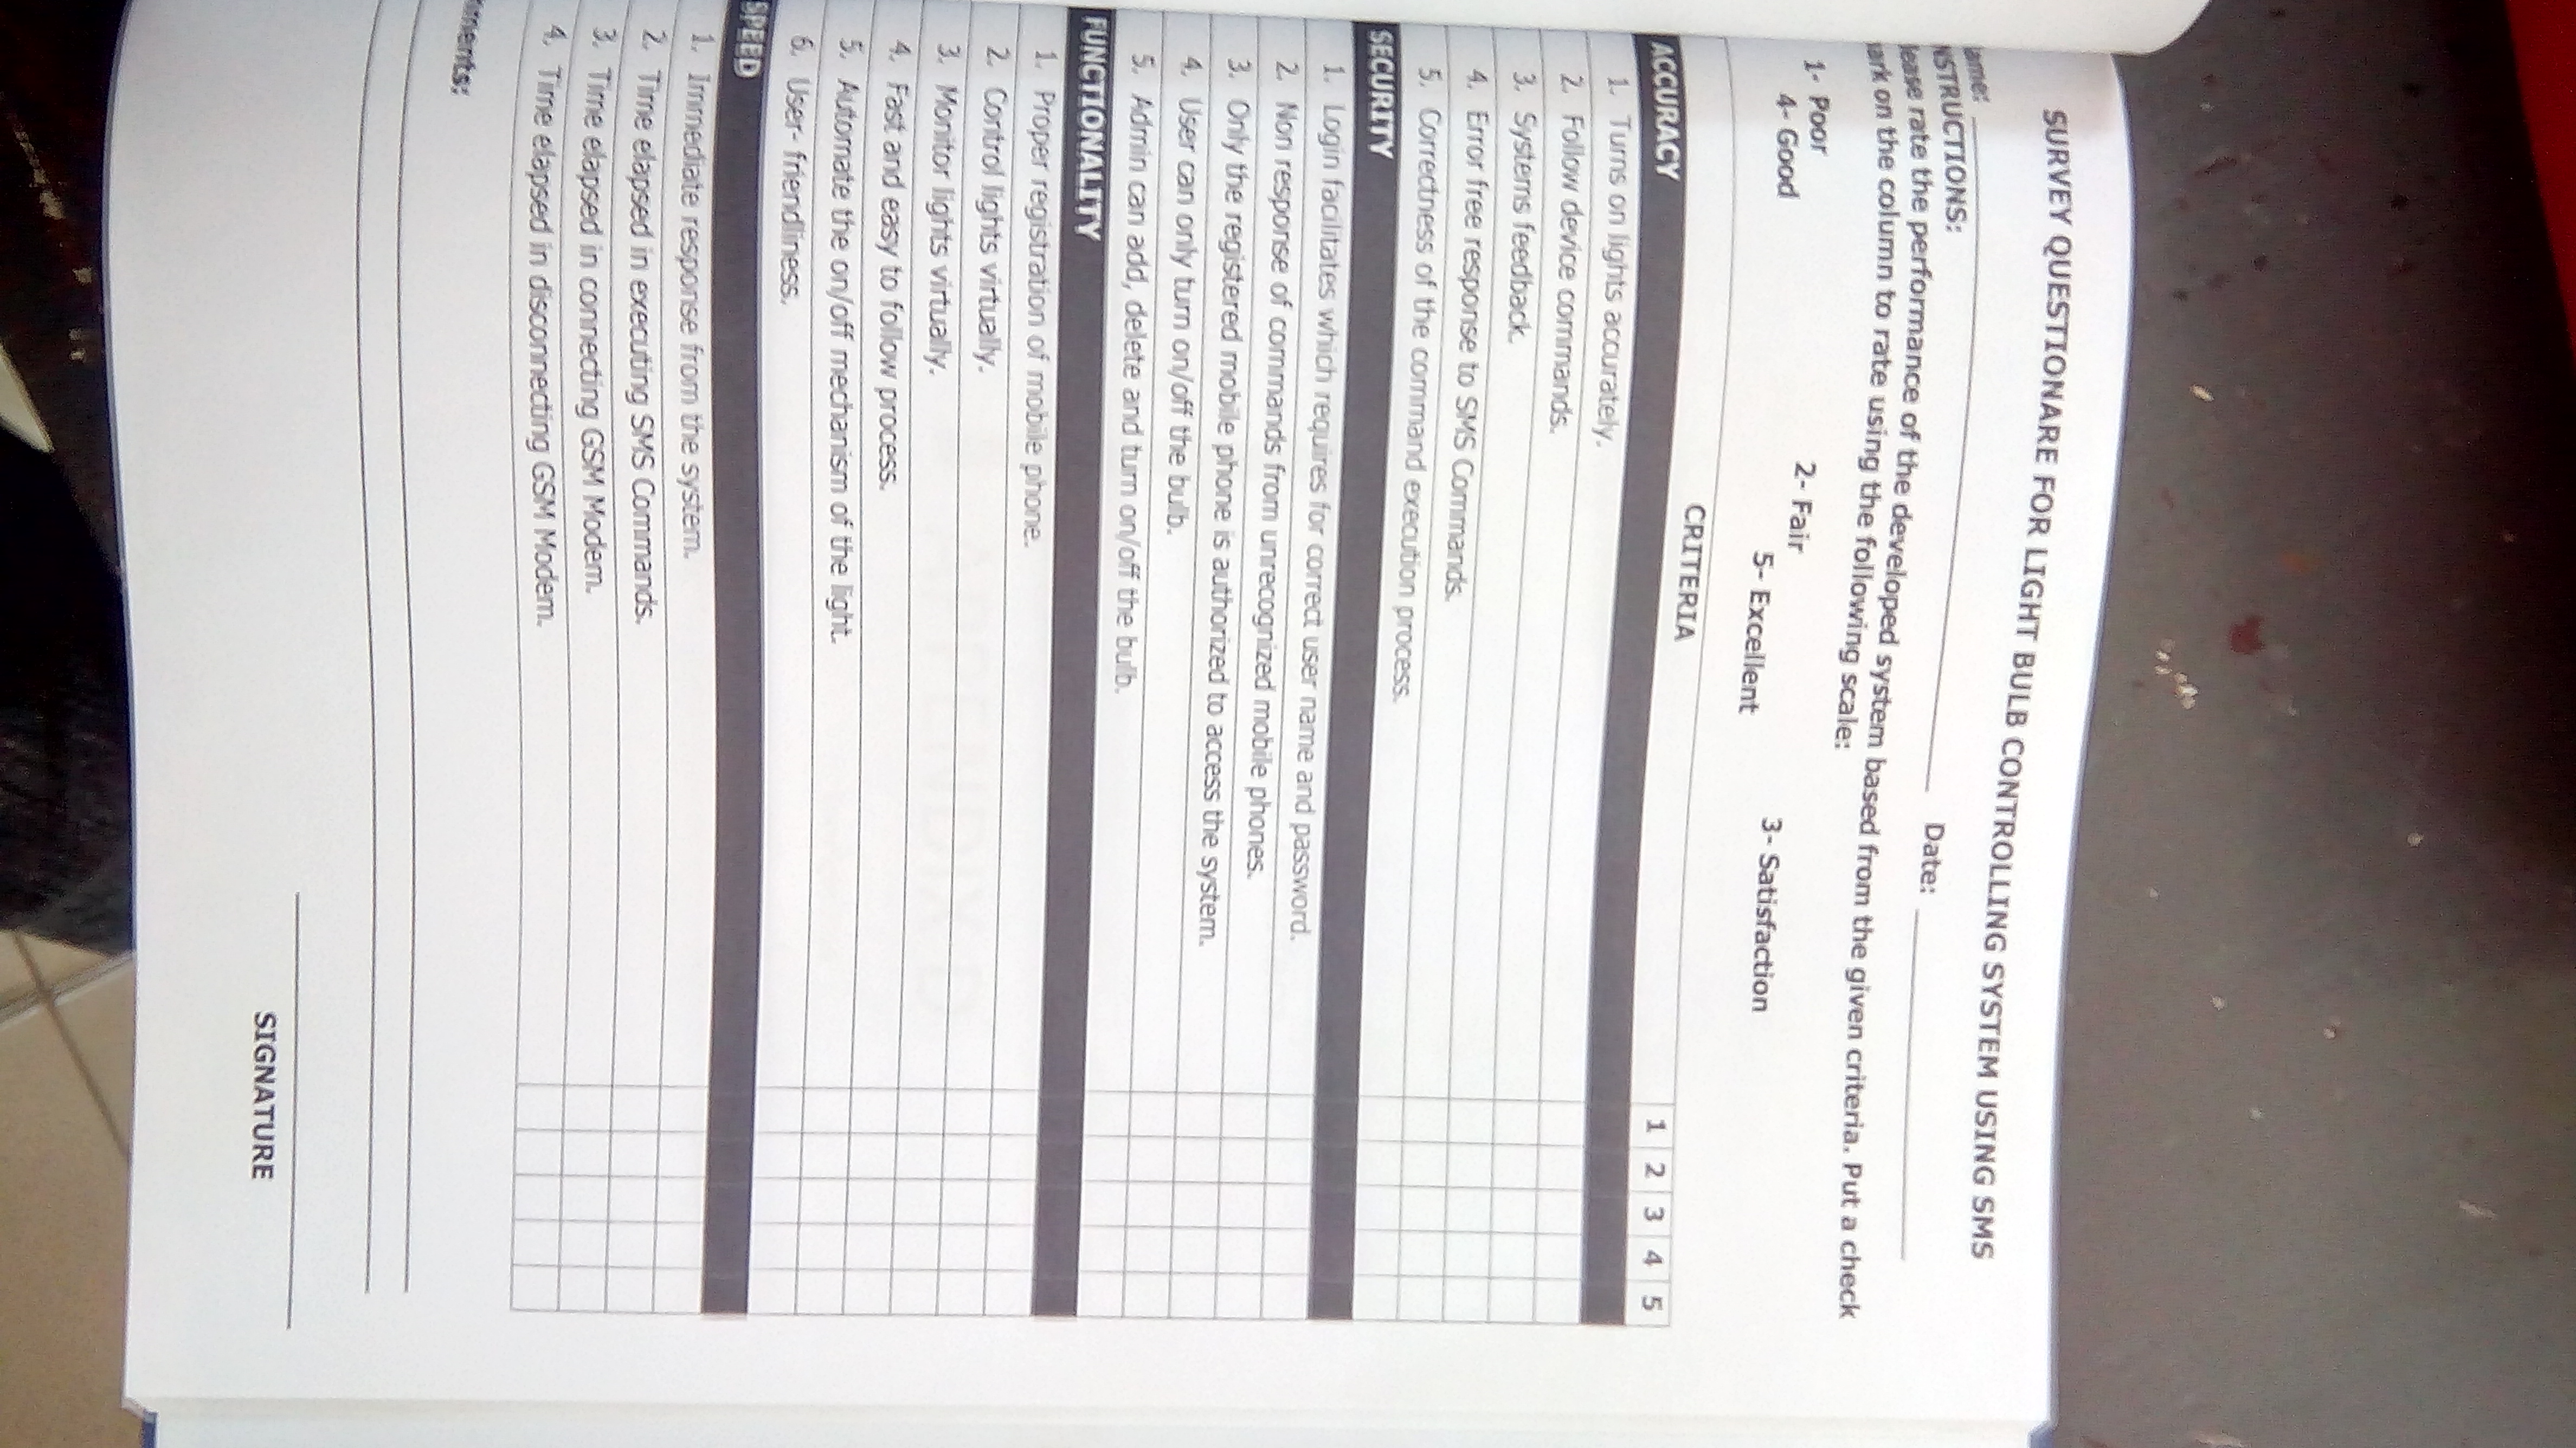 SURVEY QUESTIONARE FOR LIGHT BULB CONTROLLING SYSTEM USING SMS
ame: Date:
NSTRUCTIONS:
lease rate the performance of the developed system based from the given criteria. Put a check
ark on the column to rate using the following scale:
1- Poor 2- Fair 3- Satisfaction
4- Good 5- Excellent
CRITERIA 1 2 3 4 5
ACCURACY
1. Turns on lights accurately.
2. Follow device commands.
3. Systems feedback.
4. Error free response to SMS Commands.
5. Correctness of the command execution process.
SECURITY
1. Login facilitates which requires for correct user name and password.
2. Non response of commands from unrecognized mobile phones.
3. Only the registered mobile phone is authorized to access the system.
4. User can only turn on/off the bulb.
5. Admin can add, delete and turn on/off the bulb.
FUNCTIONALITY
1. Proper registration of mobile phone.
2. Control lights virtually.
3. Monitor lights virtually.
4. Fast and easy to follow process.
5. Automate the on/off mechanism of the light.
6. User- friendliness.
SPEED
1. Immediate response from the system.
2. Time elapsed in executing SMS Commands.
3. Time elapsed in connecting GSM Modem.
4. Time elapsed in disconnecting GSM Modem.
ments:
SIGNATURE